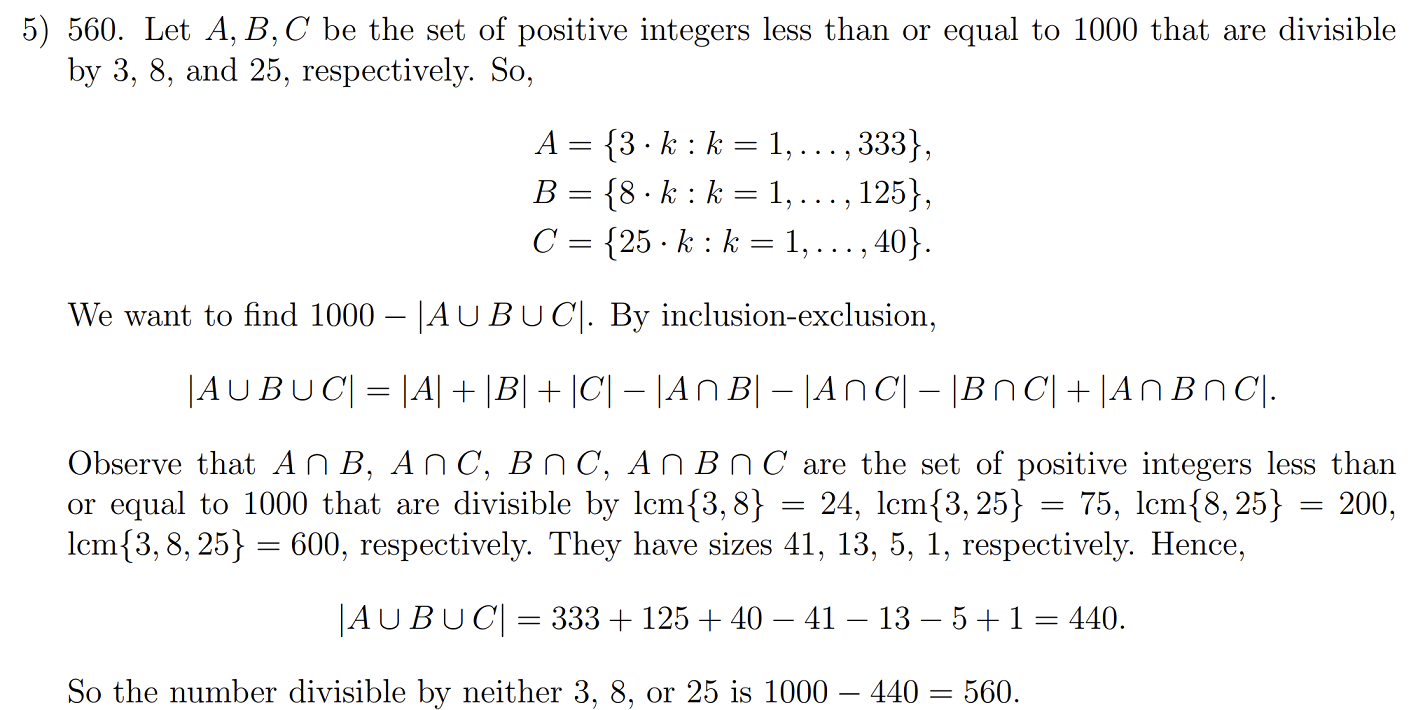 5) 560. Let A, B, C be the set of positive integers less than or equal to 1000 that are divisible
by 3, 8, and 25, respectively. So,
A = {3 · k : k = 1, . . . , 333},
B = {8 · k : k = 1, . . . , 125},
C = {25 · k : k = 1, . . . , 40}.
We want to find 1000 − |A ∪ B ∪ C|. By inclusion-exclusion,
|A ∪ B ∪ C| = |A| + |B| + |C| − |A ∩ B| − |A ∩ C| − |B ∩ C| + |A ∩ B ∩ C|.
Observe that A ∩ B, A ∩ C, B ∩ C, A ∩ B ∩ C are the set of positive integers less than
or equal to 1000 that are divisible by lcm{3, 8} = 24, lcm{3, 25} = 75, lcm{8, 25} = 200,
lcm{3, 8, 25} = 600, respectively. They have sizes 41, 13, 5, 1, respectively. Hence,
|A ∪ B ∪ C| = 333 + 125 + 40 − 41 − 13 − 5 + 1 = 440.
So the number divisible by neither 3, 8, or 25 is 1000 − 440 = 560.